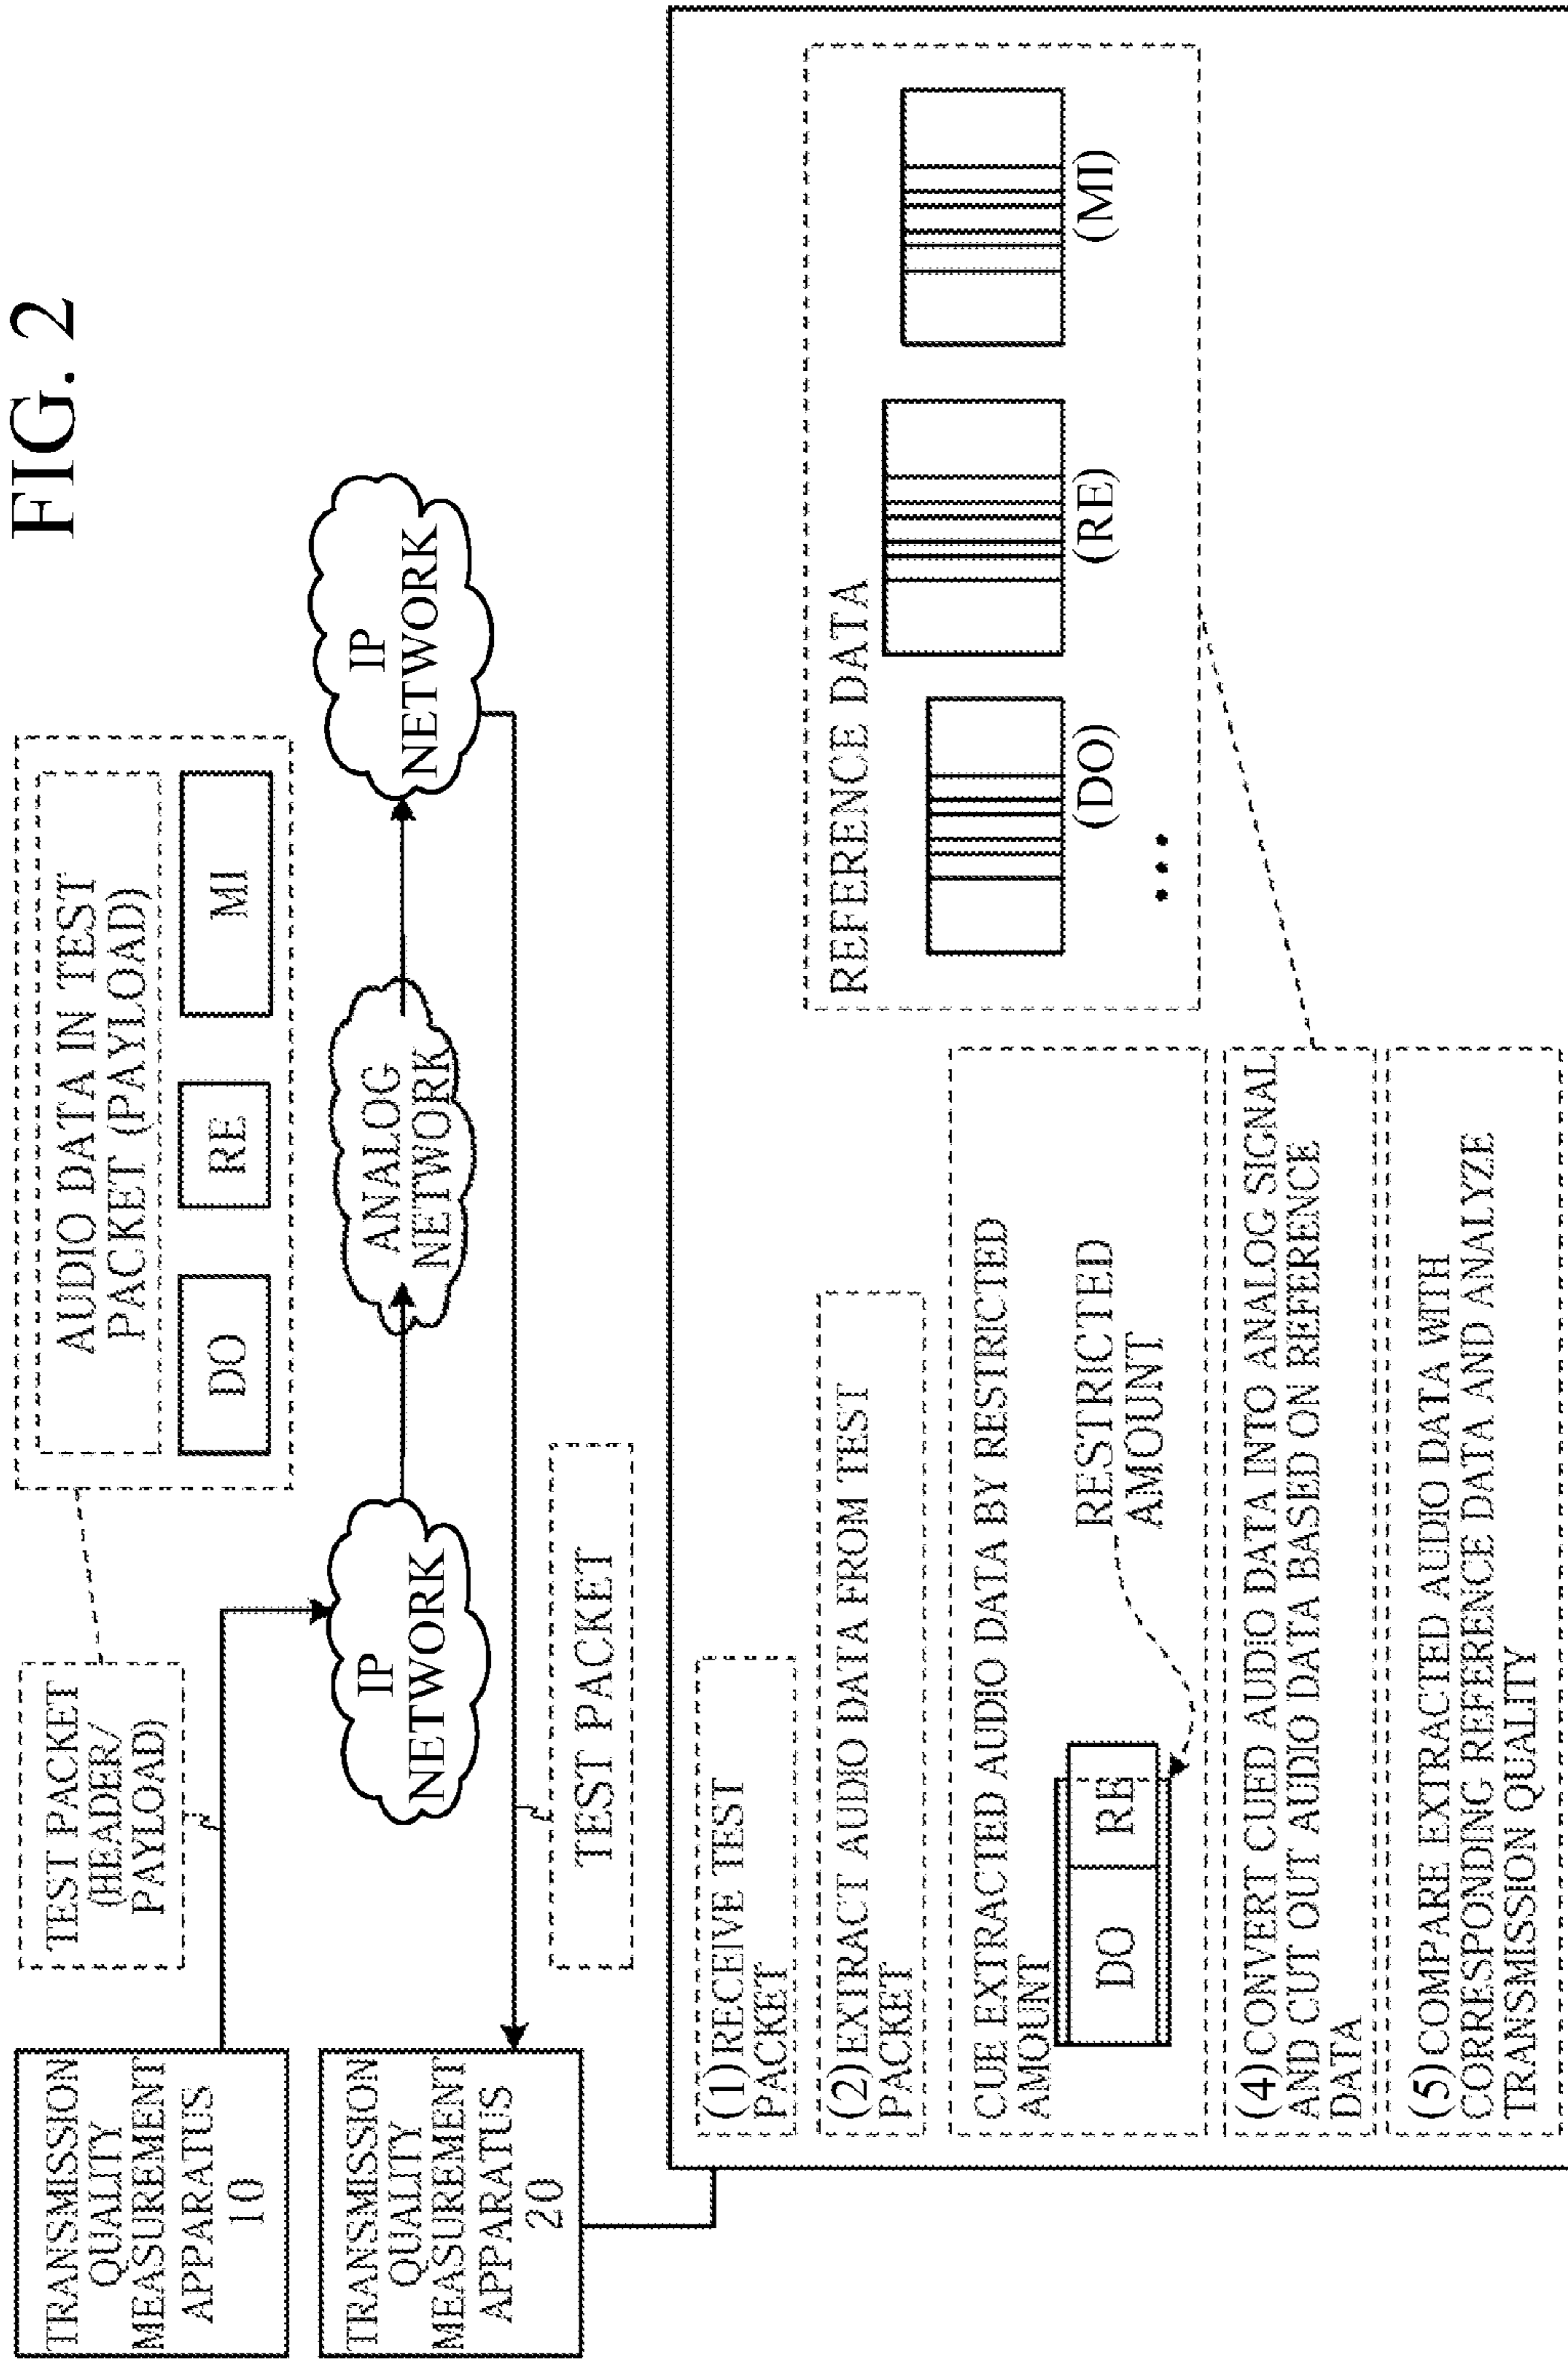 FIG. 2
TRANSMISSION
QUALITY
MEASUREMENT
APPARATUS
10
TEST PACKET
(HEADER/
PAYLOAD)
AUDIO DATA IN TEST
PACKET (PAYLOAD)
DO
RE
MI
IP
NETWORK
ANALOG
NETWORK
IP
NETWORK
TRANSMISSION
QUALITY
MEASUREMENT
APPARATUS
20
TEST PACKET
(1) RECEIVE TEST
PACKET
(2) EXTRACT AUDIO DATA FROM TEST
PACKET
CUE EXTRACTED AUDIO DATA BY RESTRICTED
AMOUNT
RESTRICTED
AMOUNT
DO
RE
(4) CONVERT CUED AUDIO DATA INTO ANALOG SIGNAL
AND CUT OUT AUDIO DATA BASED ON REFERENCE
DATA
(5) COMPARE EXTRACTED AUDIO DATA WITH
CORRESPONDING REFERENCE DATA AND ANALYZE
TRANSMISSION QUALITY
REFERENCE DATA
(DO)
(RE)
(MI)
...